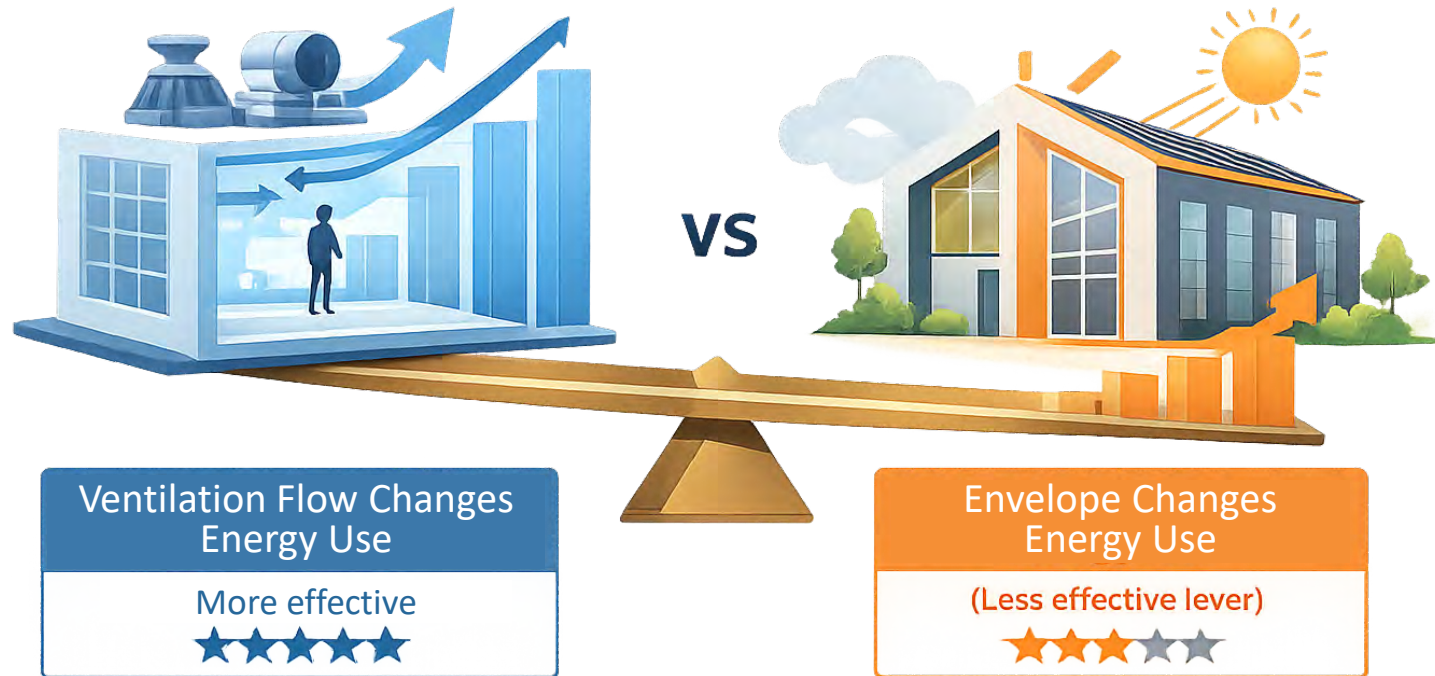 VS
Ventilation Flow Changes
Energy Use
More effective
Envelope Changes
Energy Use
(Less effective lever)